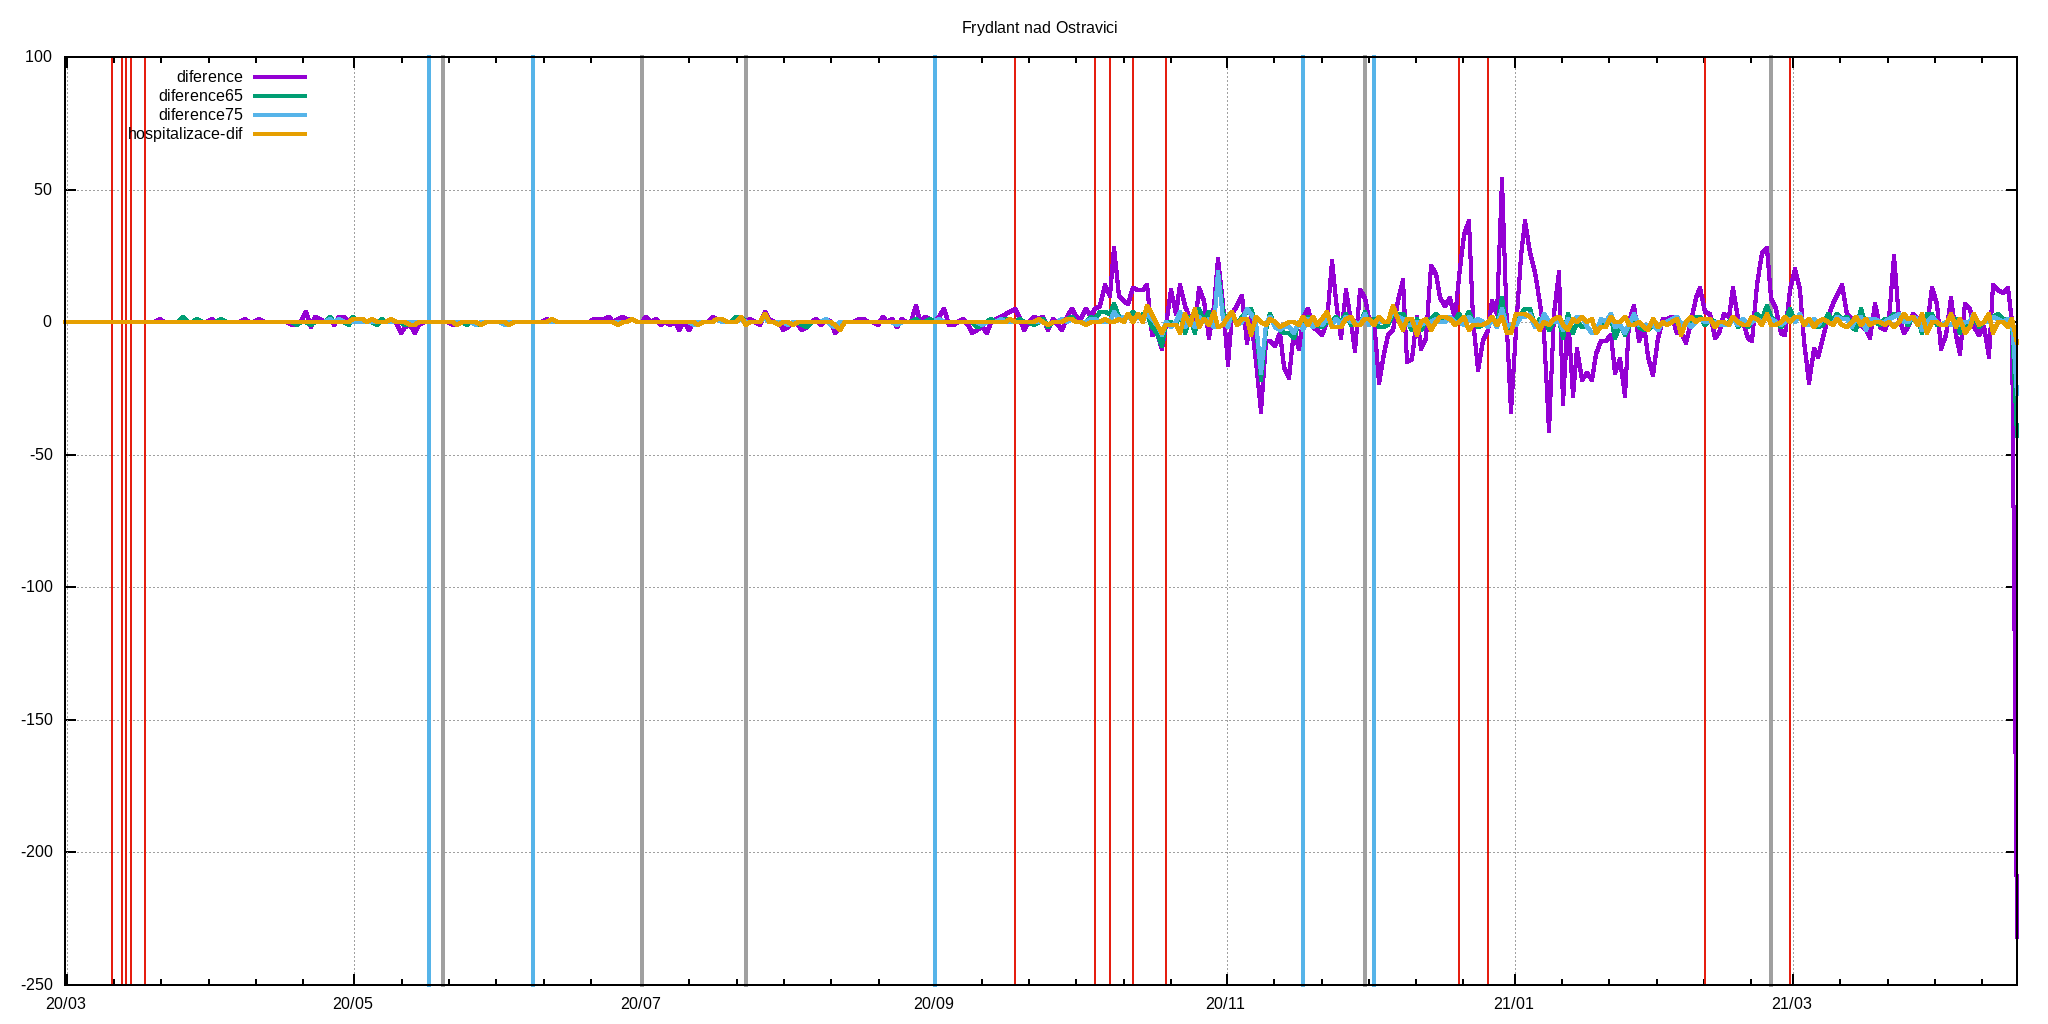 Frydlant nad Ostravici
100
diference
diference65
diference75
hospitalizace-dif
50
0
-50
-100
-150
-200
-250
20/03 20/05 20/07 20/09 20/11 21/01 21/03